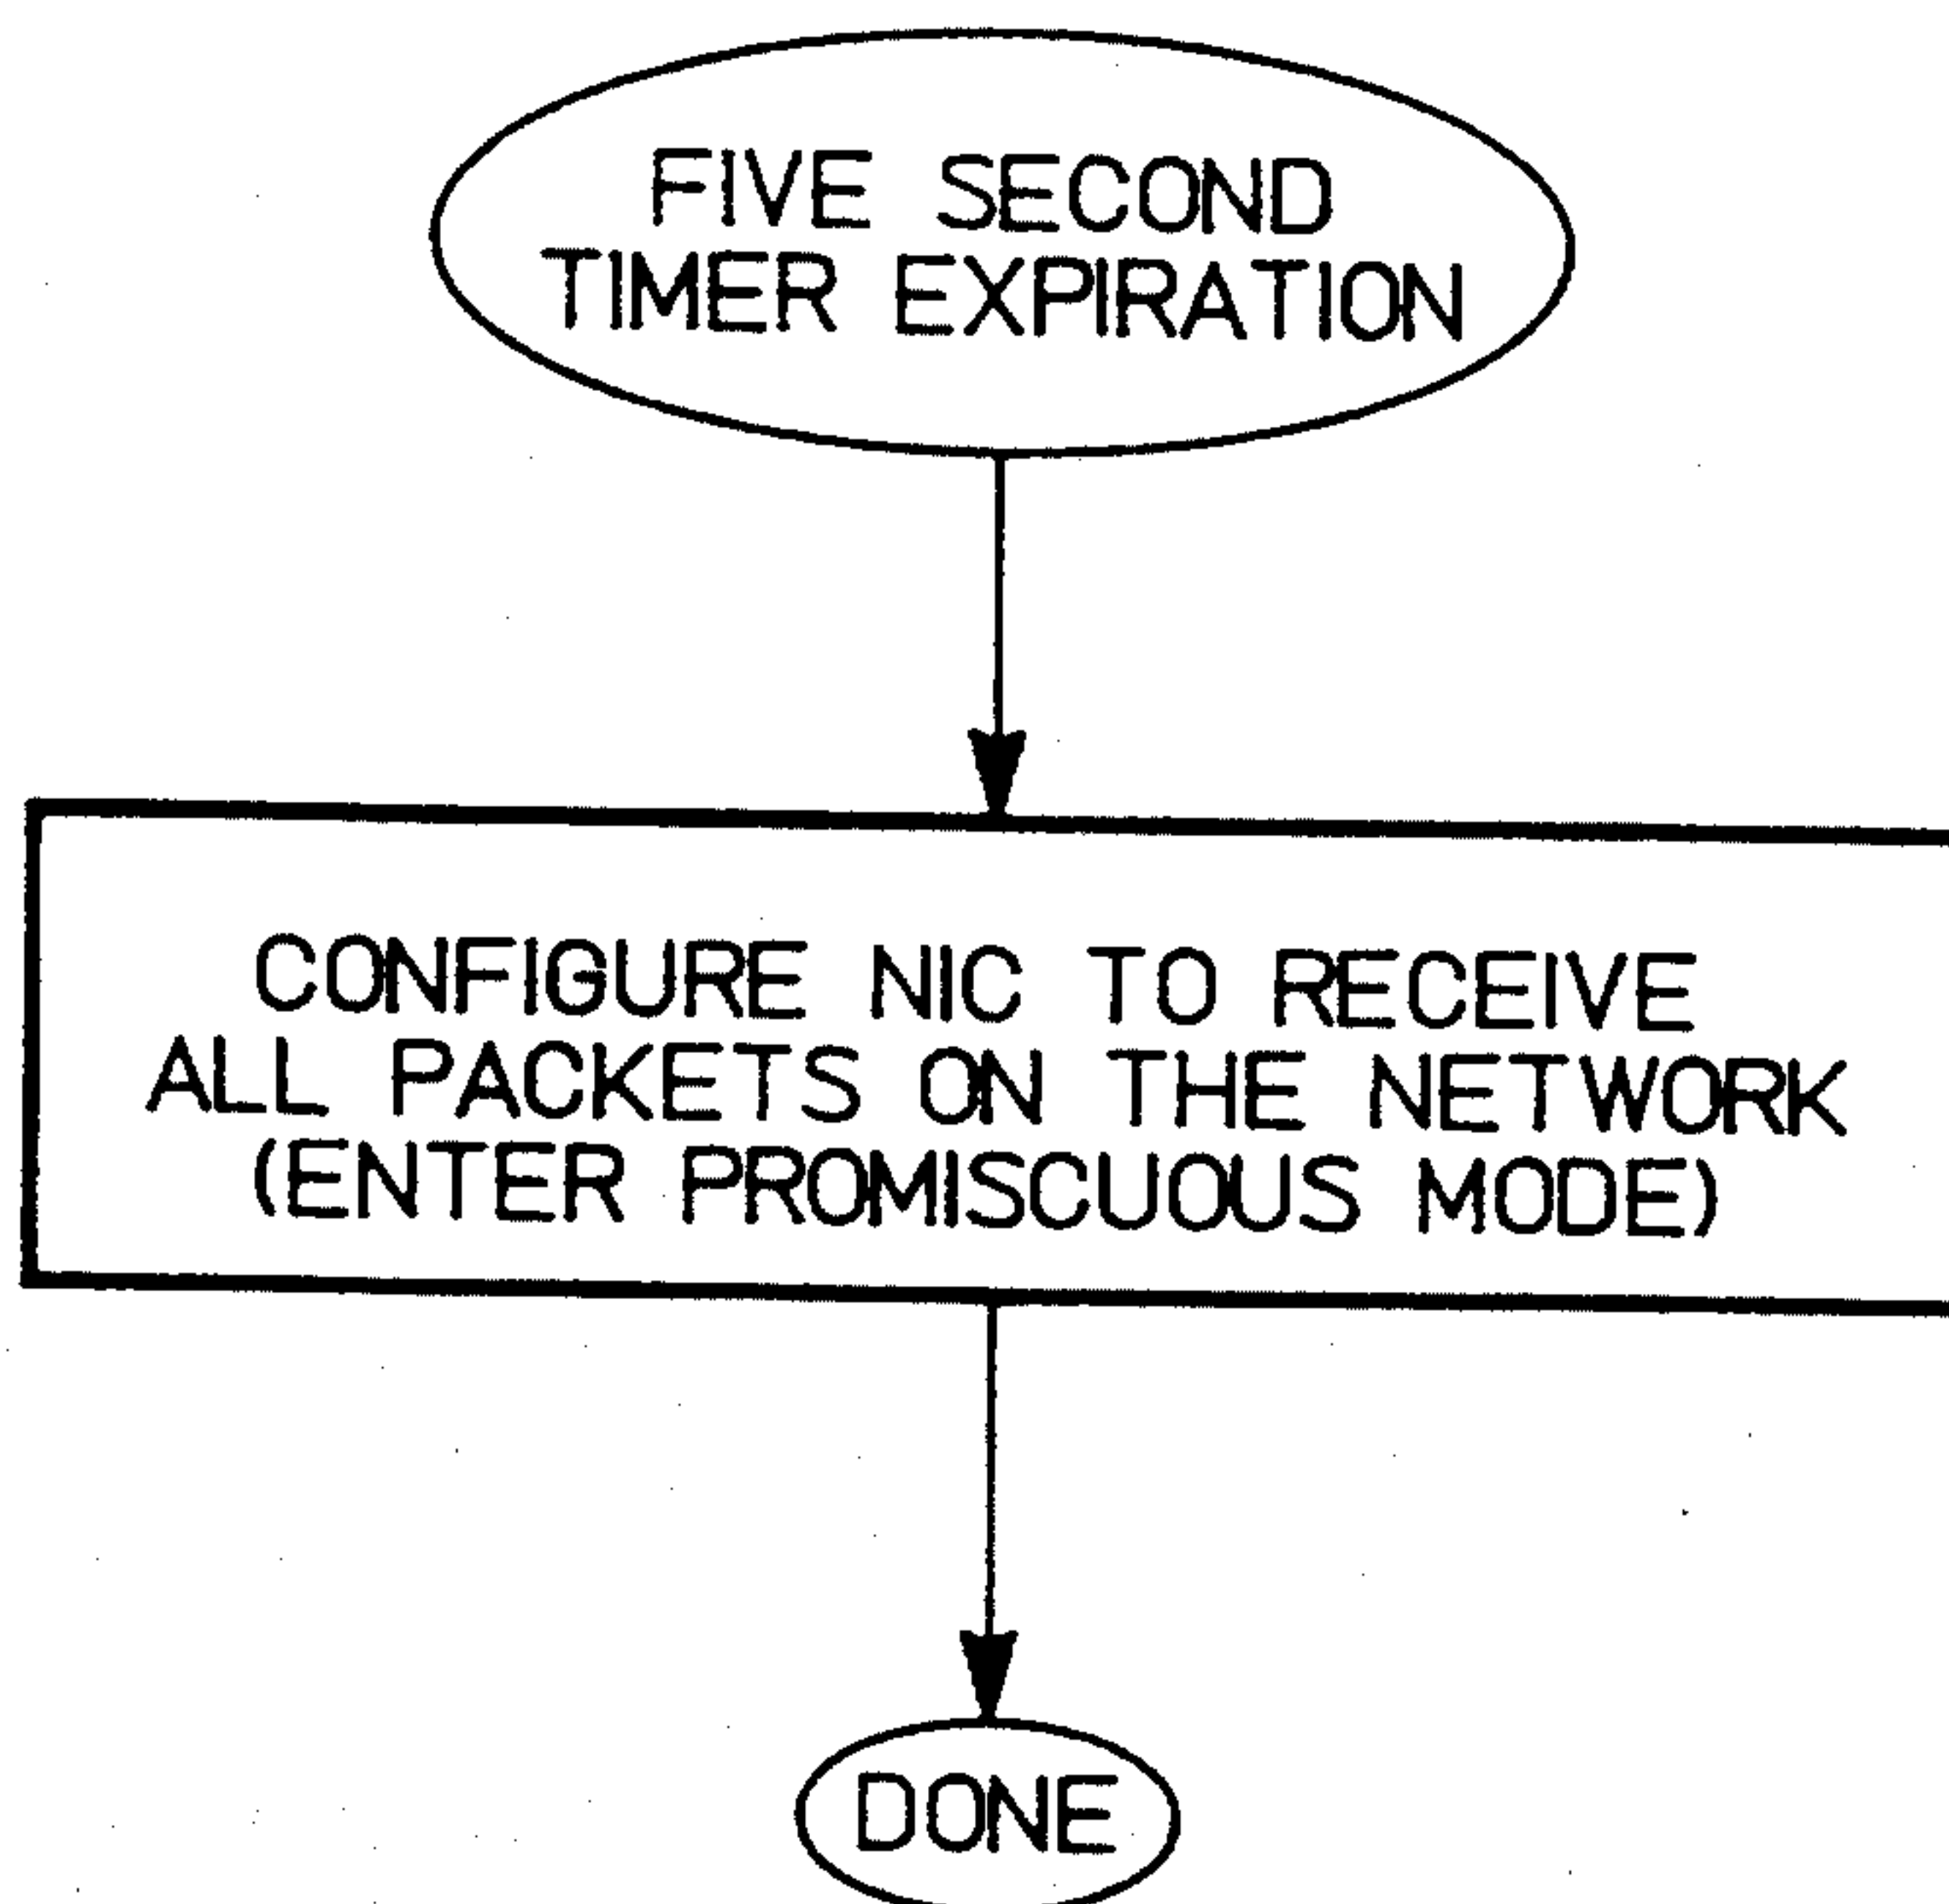 FIVE SECOND
TIMER EXPIRATION
CONFIGURE NIC TO RECEIVE
ALL PACKETS ON THE NETWORK
(ENTER PROMISCUOUS MODE)
DONE